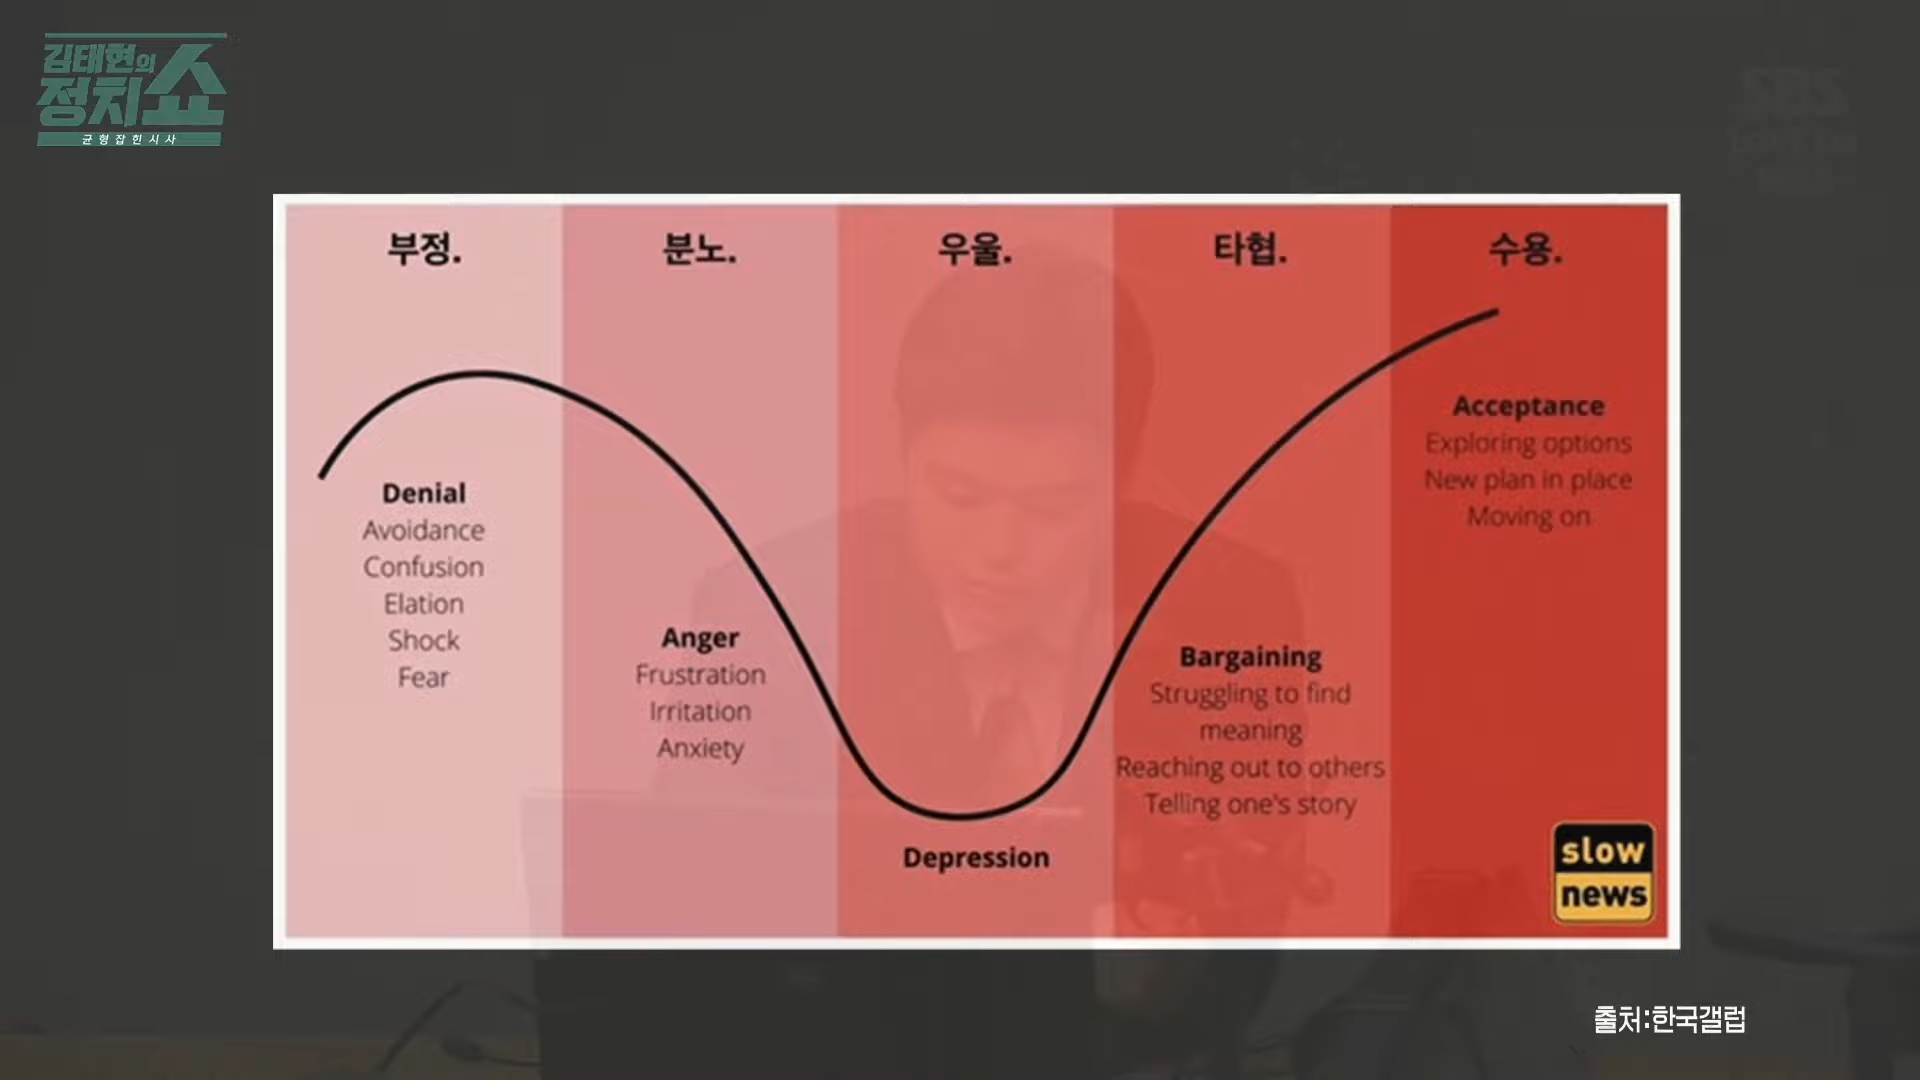 김태현의
정치쇼
균형잡힌시사
SBS
부정.
분노.
우울.
타협.
수용.
Denial
Avoidance
Confusion
Elation
Shock
Fear
Anger
Frustration
Irritation
Anxiety
Depression
Bargaining
Struggling to find
meaning
Reaching out to others
Telling one's story
Acceptance
Exploring options
New plan in place
Moving on
slow
news
출처:한국갤럽